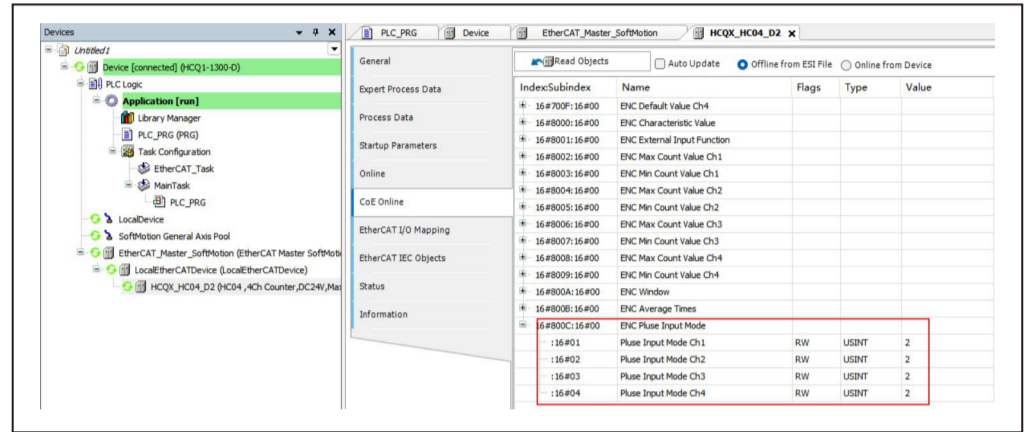 Devices
Untitled1
Device [connected] (HCQ1-1300-D)
PLC Logic
Application [run]
Library Manager
PLC_PRG (PRG)
Task Configuration
EtherCAT_Task
MainTask
PLC_PRG
LocalDevice
SoftMotion General Axis Pool
EtherCAT_Master_SoftMotion (EtherCAT Master SoftMoti
LocalEtherCATDevice (LocalEtherCATDevice)
HCQX_HC04_D2 (HC04 ,4Ch Counter,DC24V,Ma
PLC_PRG Device EtherCAT_Master_SoftMotion HCQX_HC04_D2
General
Expert Process Data
Process Data
Startup Parameters
Online
CoE Online
EtherCAT I/O Mapping
EtherCAT IEC Objects
Status
Information
Read Objects Auto Update Offline from ESI File Online from Device
Index:Subindex Name Flags Type Value
16#700F:16#00 ENC Default Value Ch4
16#8000:16#00 ENC Characteristic Value
16#8001:16#00 ENC External Input Function
16#8002:16#00 ENC Max Count Value Ch1
16#8003:16#00 ENC Min Count Value Ch1
16#8004:16#00 ENC Max Count Value Ch2
16#8005:16#00 ENC Min Count Value Ch2
16#8006:16#00 ENC Max Count Value Ch3
16#8007:16#00 ENC Min Count Value Ch3
16#8008:16#00 ENC Max Count Value Ch4
16#8009:16#00 ENC Min Count Value Ch4
16#800A:16#00 ENC Window
16#800B:16#00 ENC Average Times
16#800C:16#00 ENC Pluse Input Mode
:16#01 Pluse Input Mode Ch1 RW USINT 2
:16#02 Pluse Input Mode Ch2 RW USINT 2
:16#03 Pluse Input Mode Ch3 RW USINT 2
:16#04 Pluse Input Mode Ch4 RW USINT 2